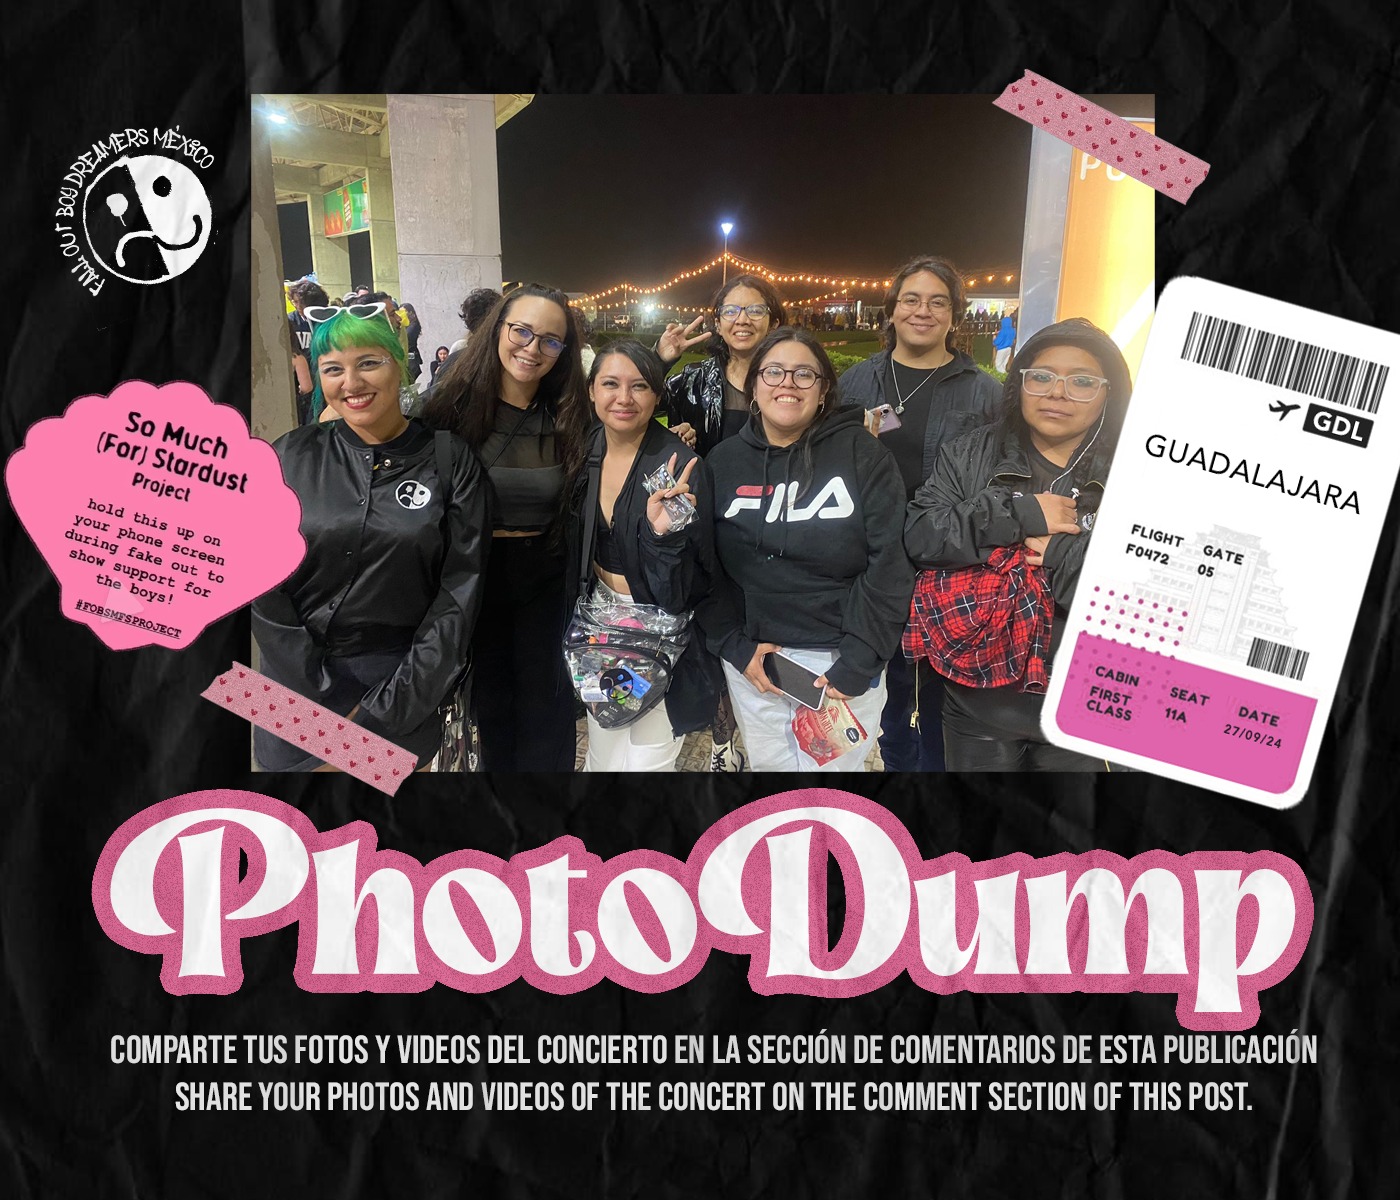 FALL OUT BOY DREAMERS MÉXICO
PU
So Much
(For) Stardust
Project
hold this up on
your phone screen
during fake out to
show support for
the boys!
#FOBSMFSPROJECT
FILA
GDL
GUADALAJARA
FLIGHT
F0472
GATE
05
CABIN
FIRST
CLASS
SEAT
11A
DATE
27/09/24
PhotoDump
COMPARTE TUS FOTOS Y VIDEOS DEL CONCIERTO EN LA SECCIÓN DE COMENTARIOS DE ESTA PUBLICACIÓN
SHARE YOUR PHOTOS AND VIDEOS OF THE CONCERT ON THE COMMENT SECTION OF THIS POST.